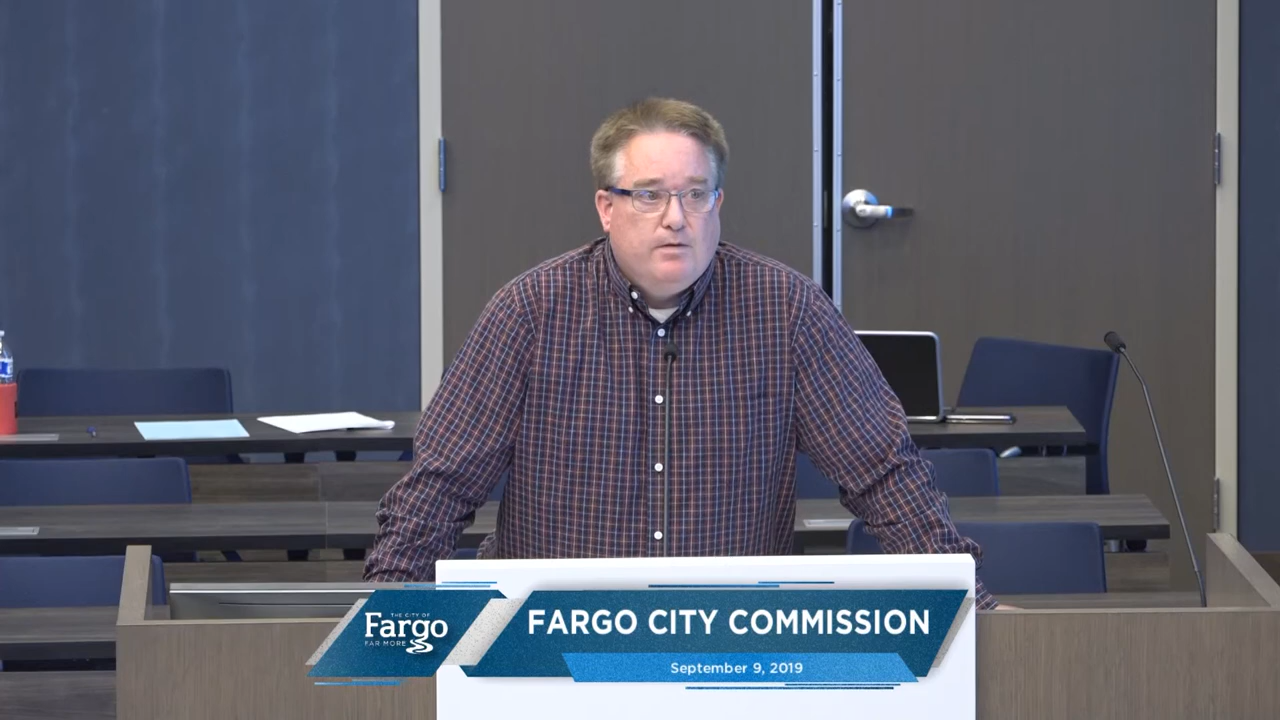 THE CITY OF
Fargo
FAR MORE
FARGO CITY COMMISSION
September 9, 2019